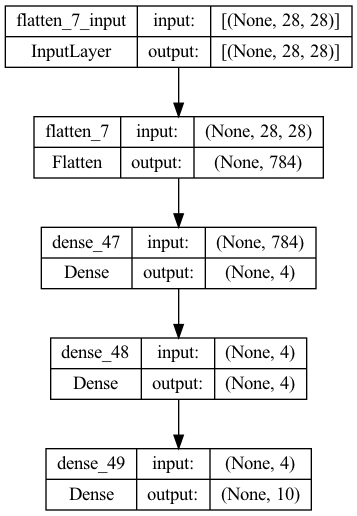 flatten_7_input input: [(None, 28, 28)]
InputLayer output: [(None, 28, 28)]
flatten_7 input: (None, 28, 28)
Flatten output: (None, 784)
dense_47 input: (None, 784)
Dense output: (None, 4)
dense_48 input: (None, 4)
Dense output: (None, 4)
dense_49 input: (None, 4)
Dense output: (None, 10)